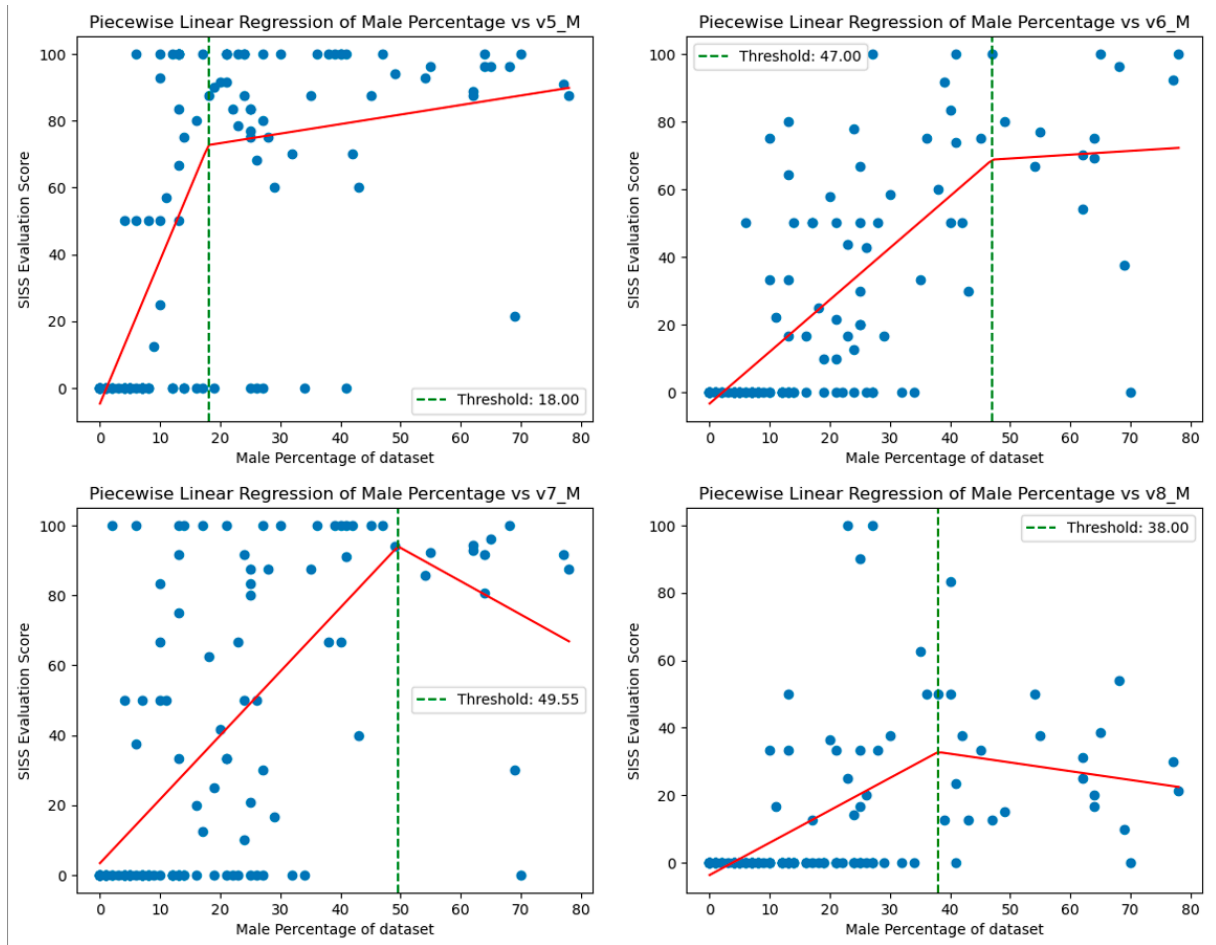 Piecewise Linear Regression of Male Percentage vs v5_M
100
80
60
40
20
0
SISS Evaluation Score
Threshold: 18.00
0 10 20 30 40 50 60 70 80
Male Percentage of dataset
Piecewise Linear Regression of Male Percentage vs v6_M
Threshold: 47.00
100
80
60
40
20
0
SISS Evaluation Score
0 10 20 30 40 50 60 70 80
Male Percentage of dataset
Piecewise Linear Regression of Male Percentage vs v7_M
100
80
60
40
20
0
SISS Evaluation Score
Threshold: 49.55
0 10 20 30 40 50 60 70 80
Male Percentage of dataset
Piecewise Linear Regression of Male Percentage vs v8_M
Threshold: 38.00
100
80
60
40
20
0
SISS Evaluation Score
0 10 20 30 40 50 60 70 80
Male Percentage of dataset